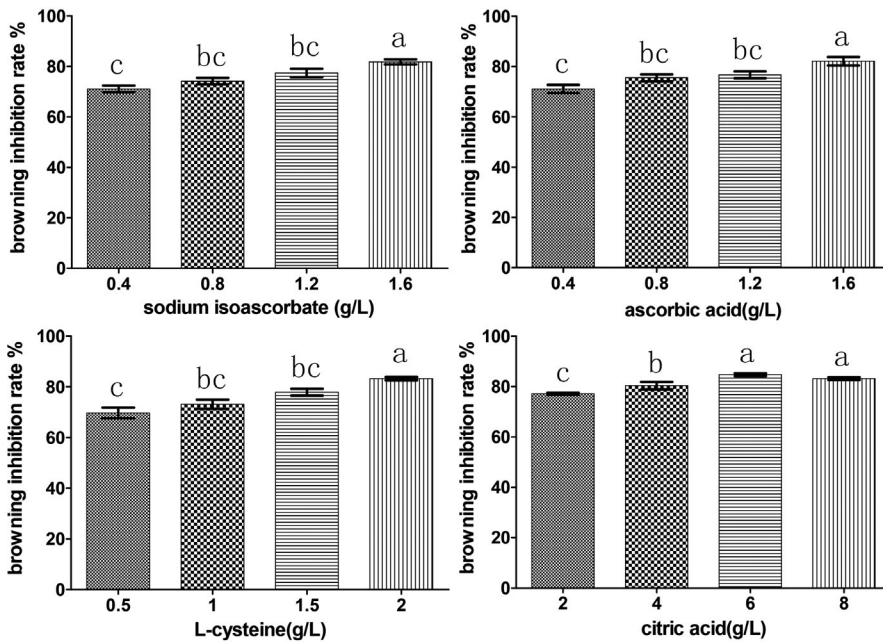 browning inhibition rate %
100
80
60
40
20
0
c
bc
bc
a
0.4
0.8
1.2
1.6
sodium isoascorbate (g/L)
browning inhibition rate %
100
80
60
40
20
0
c
bc
bc
a
0.4
0.8
1.2
1.6
ascorbic acid(g/L)
browning inhibition rate %
100
80
60
40
20
0
c
bc
bc
a
0.5
1
1.5
2
L-cysteine(g/L)
browning inhibition rate %
100
80
60
40
20
0
c
b
a
a
2
4
6
8
citric acid(g/L)